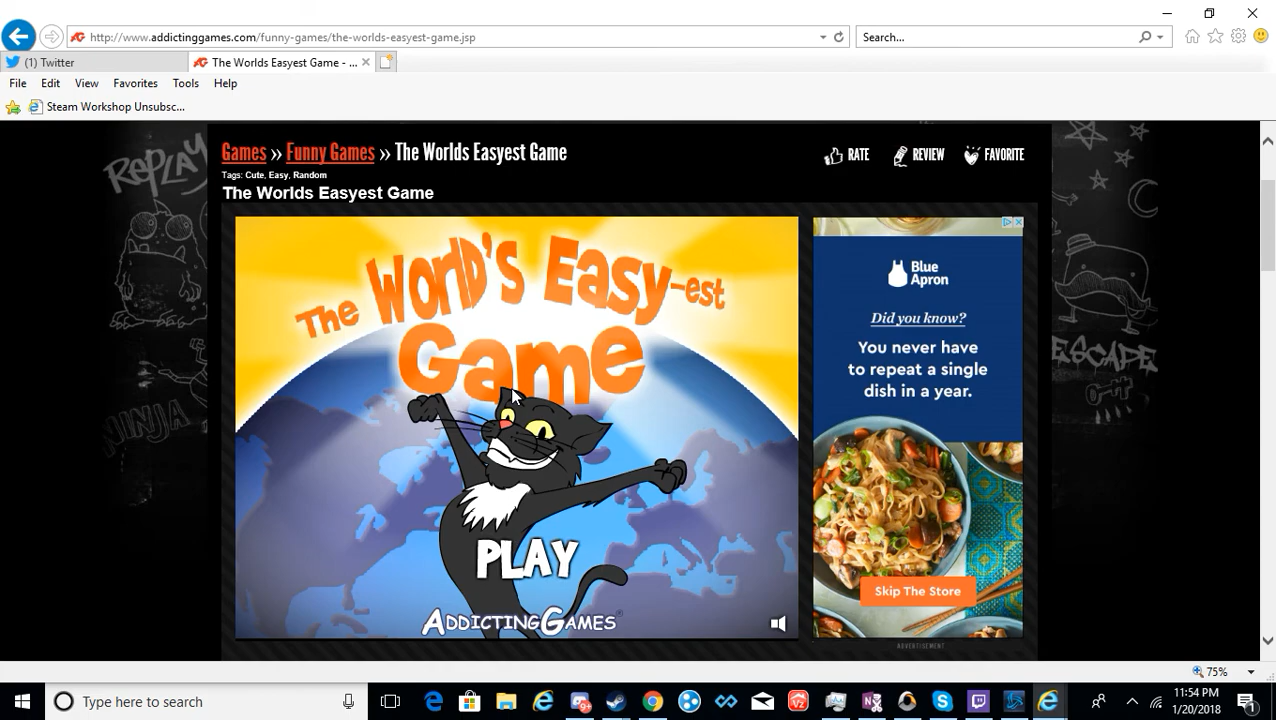 http://www.addictinggames.com/funny-games/the-worlds-easyest-game.jsp
Search...
(1) Twitter
The Worlds Easyest Game - ...
File Edit View Favorites Tools Help
Steam Workshop Unsubsc...
REPLAY
NINJA
ESCAPE
Games » Funny Games » The Worlds Easyest Game
RATE REVIEW FAVORITE
Tags: Cute, Easy, Random
The Worlds Easyest Game
The World's Easy-est
Game
PLAY
ADDICTINGGAMES
Blue
Apron
Did you know?
You never have
to repeat a single
dish in a year.
Skip The Store
ADVERTISEMENT
75%
Type here to search
11:54 PM
1/20/2018